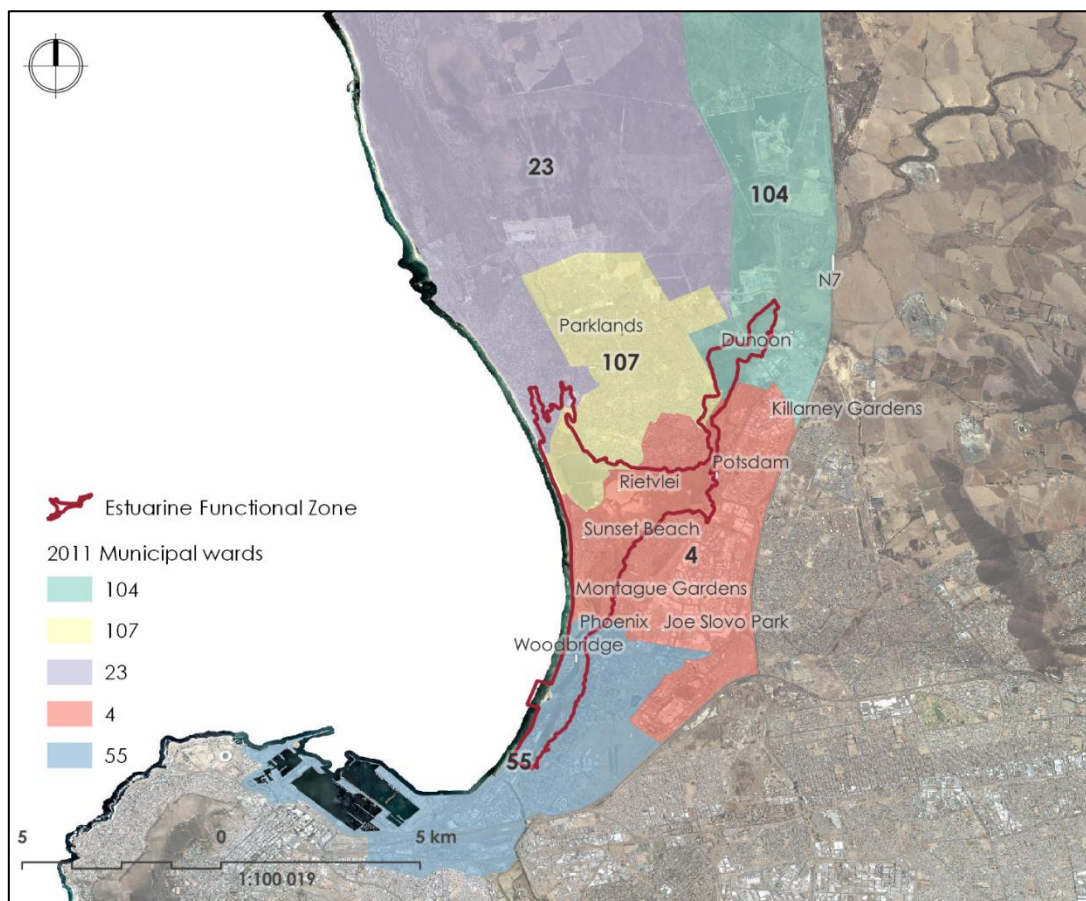 23
104
N7
Parklands
Dunoon
107
Killarney Gardens
Potsdam
Rietvlei
Sunset Beach
4
Montague Gardens
Phoenix
Joe Slovo Park
Woodbridge
55
Estuarine Functional Zone
2011 Municipal wards
104
107
23
4
55
5 0 5 km
1:100 019